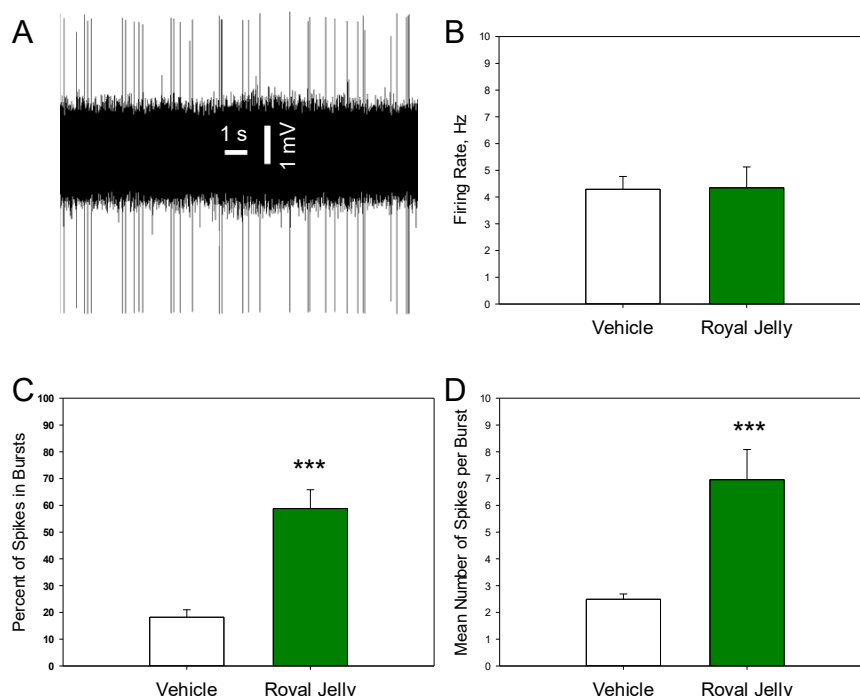 A
1 s
1 mV
B
Firing Rate, Hz
10
9
8
7
6
5
4
3
2
1
0
Vehicle
Royal Jelly
C
Percent of Spikes in Bursts
100
90
80
70
60
50
40
30
20
10
0
***
Vehicle
Royal Jelly
D
Mean Number of Spikes per Burst
10
9
8
7
6
5
4
3
2
1
0
***
Vehicle
Royal Jelly